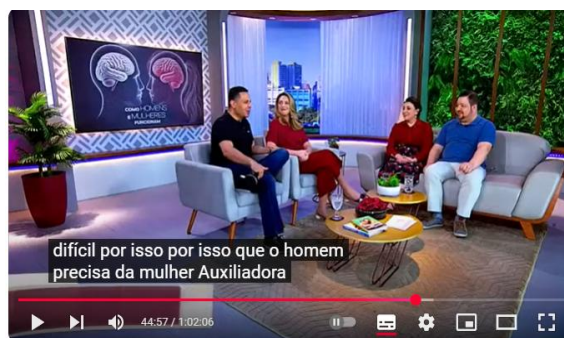 COMO HOMENS
E MULHERES
FUNCIONAM
difícil por isso por isso que o homem
precisa da mulher Auxiliadora
44:57 / 1:02:06